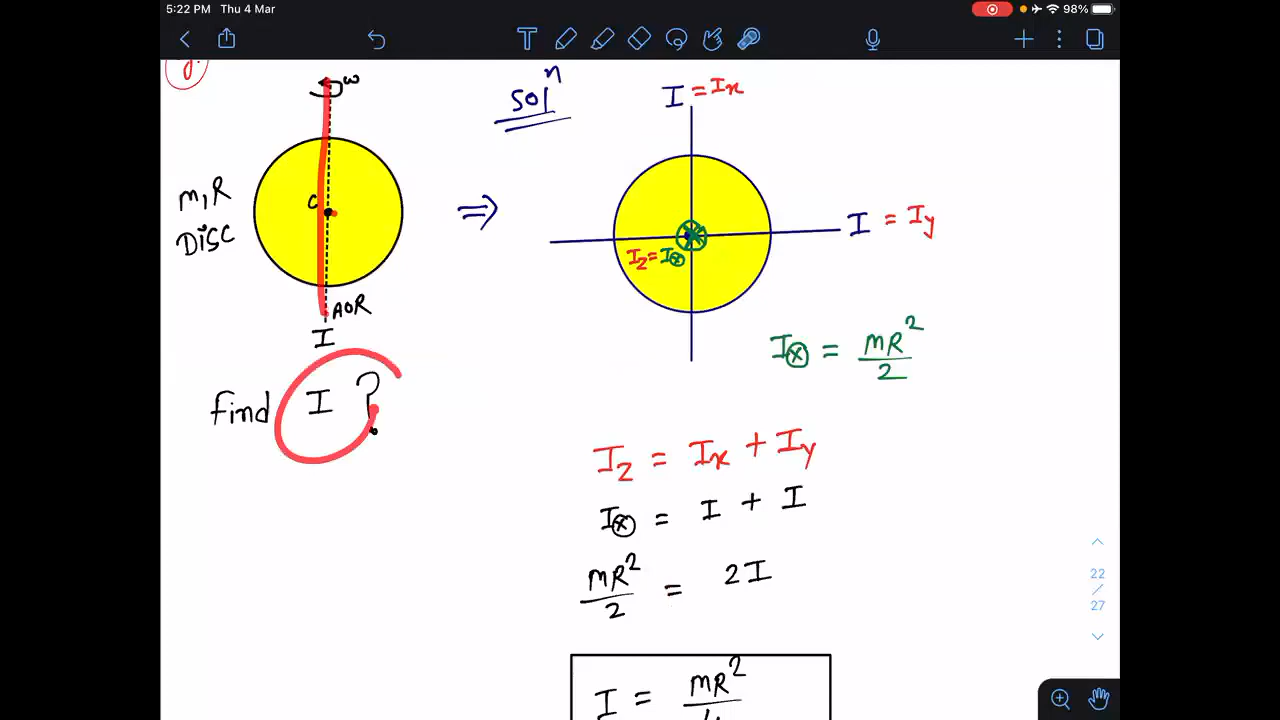 5:22 PM Thu 4 Mar
98%
ω
solⁿ
I = Ix
M, R
DISC
C
⇒
I = Iy
Iz = I⊗
AOR
I
I⊗ = MR²/2
find I ?
Iz = Ix + Iy
I⊗ = I + I
MR²/2 = 2I
22
/
27
I = MR²/4